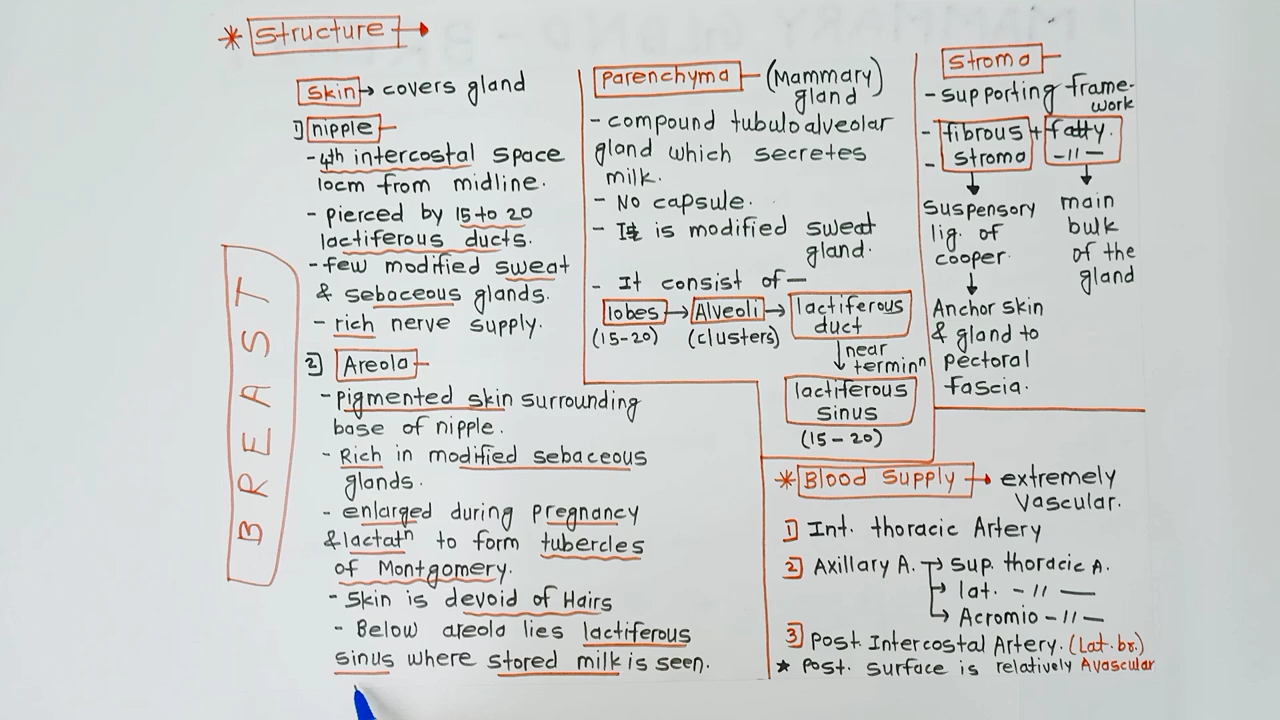 * Structure →
Skin → covers gland
1) nipple -
- 4th intercostal space
10cm from midline.
- pierced by 15 to 20
lactiferous ducts.
- few modified sweat
& sebaceous glands.
- rich nerve supply.
2) Areola -
- pigmented skin surrounding
base of nipple.
- Rich in modified sebaceous
glands.
- enlarged during pregnancy
& lactatⁿ to form tubercles
of Montgomery.
- Skin is devoid of Hairs
- Below areola lies lactiferous
sinus where stored milk is seen.
BREAST
Parenchyma - (Mammary)
gland
- compound tubuloalveolar
gland which secretes
milk.
- No capsule.
- It is modified sweat
gland.
- It consist of —
lobes → Alveoli → lactiferous
duct
(15-20) (clusters)
↓ near
terminⁿ
lactiferous
sinus
(15-20)
Stroma -
- supporting frame-
work
- fibrous + fatty.
- stroma -"-
↓ ↓
Suspensory
lig. of
cooper.
↓
Anchor skin
& gland to
pectoral
fascia.
main
bulk
of the
gland
* Blood Supply → extremely
Vascular.
1) Int. thoracic Artery
2) Axillary A. → Sup. thoracic A.
→ lat. -"-
→ Acromio -"-
3) Post. Intercostal Artery. (Lat. br.)
* Post. surface is relatively Avascular